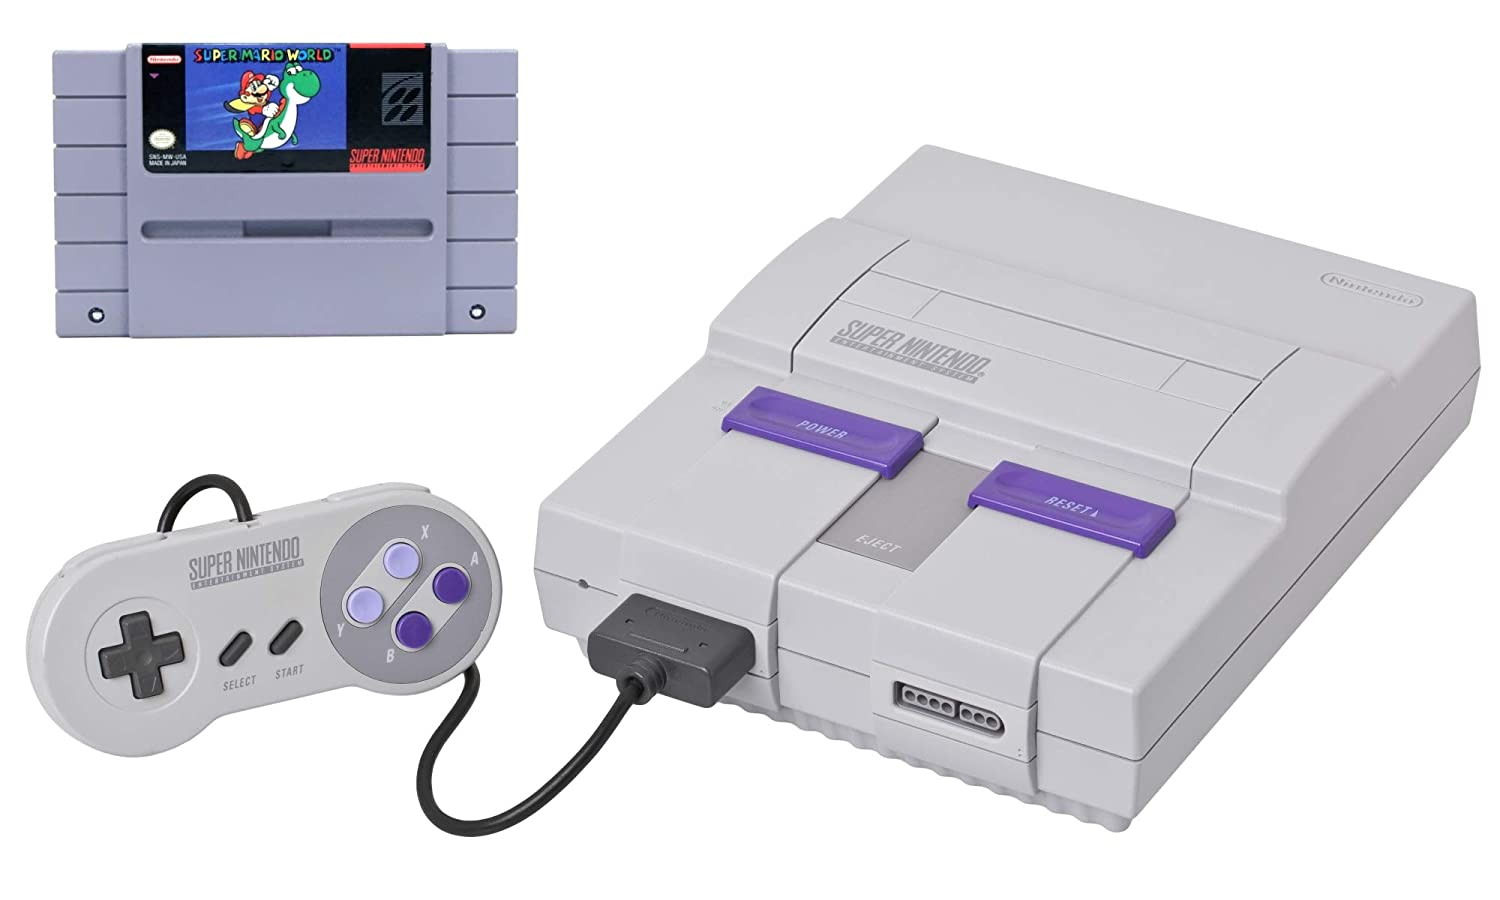 SUPER MARIO WORLD™
Nintendo
SNS-MW-USA
MADE IN JAPAN
SUPER NINTENDO
ENTERTAINMENT SYSTEM
Nintendo
SUPER NINTENDO®
ENTERTAINMENT SYSTEM
POWER
RESET▲
EJECT
Nintendo
SUPER NINTENDO
ENTERTAINMENT SYSTEM
X
A
Y
B
SELECT
START